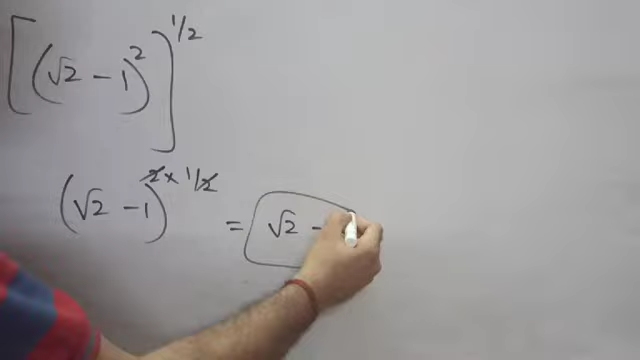 [(√2 − 1)²]^1/2
(√2 − 1)^2×1/2 = √2 −